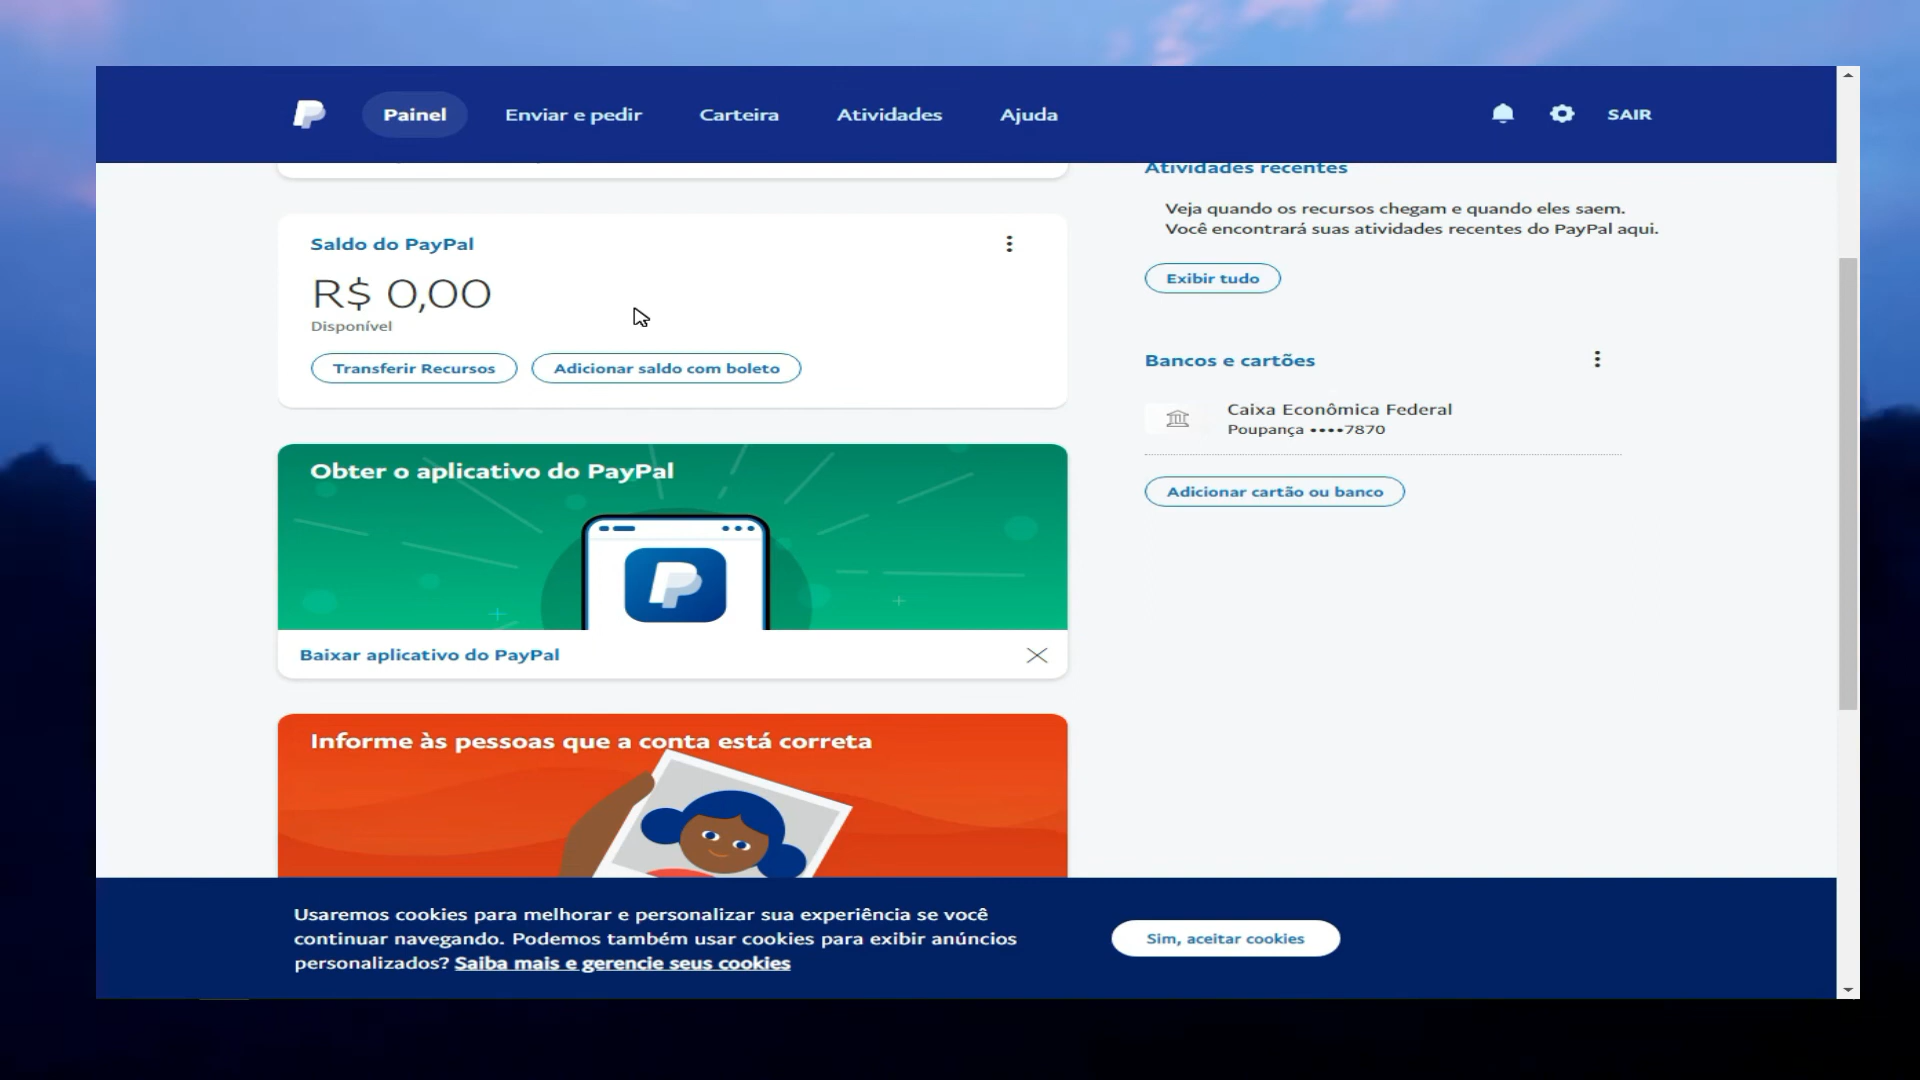 Painel
Enviar e pedir
Carteira
Atividades
Ajuda
SAIR
Saldo do PayPal
R$ 0,00
Disponível
Transferir Recursos
Adicionar saldo com boleto
Obter o aplicativo do PayPal
Baixar aplicativo do PayPal
Informe às pessoas que a conta está correta
Atividades recentes
Veja quando os recursos chegam e quando eles saem.
Você encontrará suas atividades recentes do PayPal aqui.
Exibir tudo
Bancos e cartões
Caixa Econômica Federal
Poupança ••••7870
Adicionar cartão ou banco
Usaremos cookies para melhorar e personalizar sua experiência se você
continuar navegando. Podemos também usar cookies para exibir anúncios
personalizados? Saiba mais e gerencie seus cookies
Sim, aceitar cookies